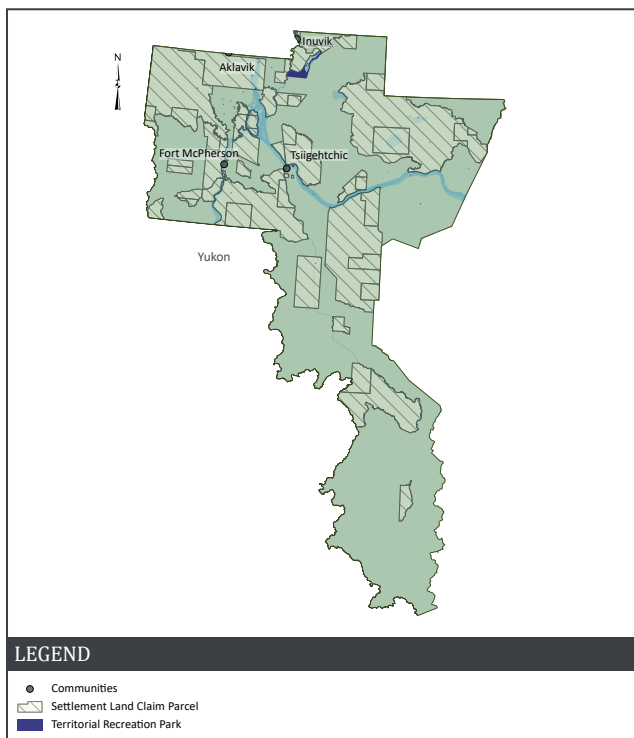 N
Inuvik
Aklavik
Fort McPherson
Tsiigehtchic
Yukon
LEGEND
Communities
Settlement Land Claim Parcel
Territorial Recreation Park